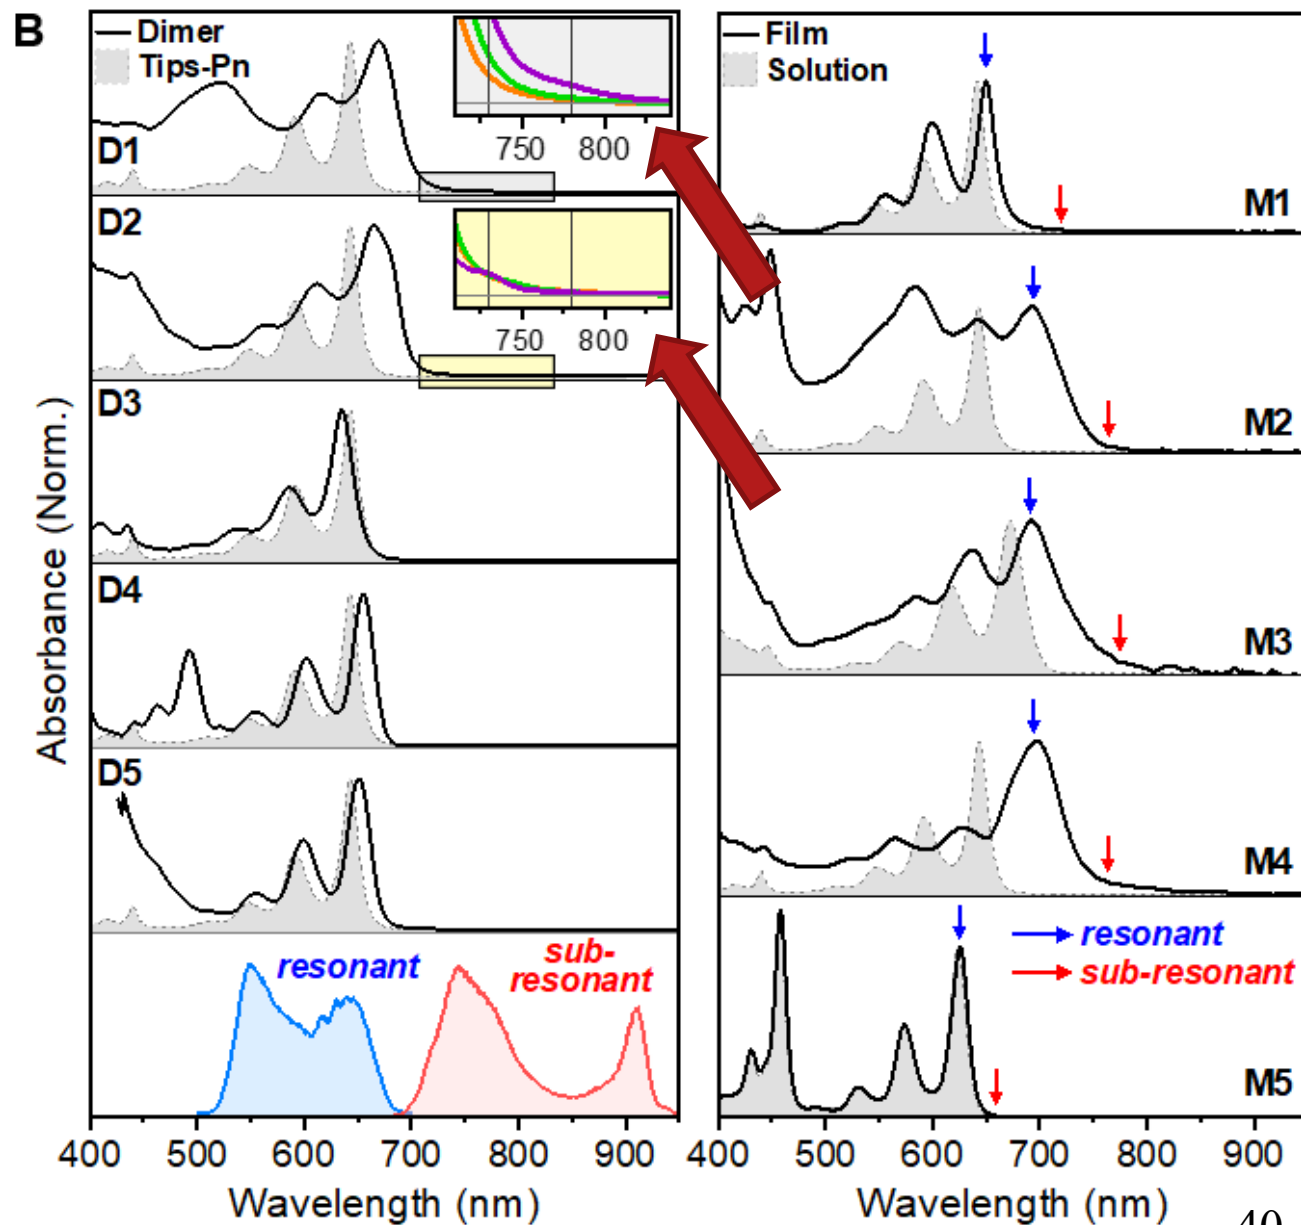 B
Dimer
Tips-Pn
750 800
D1
D2
750 800
D3
D4
D5
resonant
sub-
resonant
Absorbance (Norm.)
400 500 600 700 800 900
Wavelength (nm)
Film
Solution
M1
M2
M3
M4
resonant
sub-resonant
M5
400 500 600 700 800 900
Wavelength (nm)